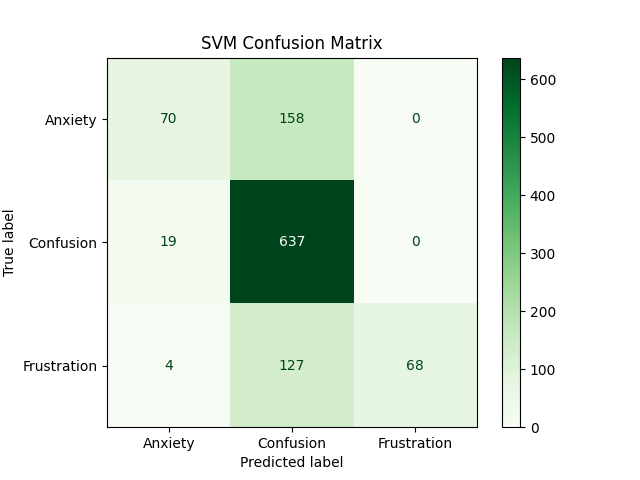 SVM Confusion Matrix
Anxiety 70 158 0
Confusion 19 637 0
Frustration 4 127 68
Anxiety Confusion Frustration
Predicted label
True label
600
500
400
300
200
100
0